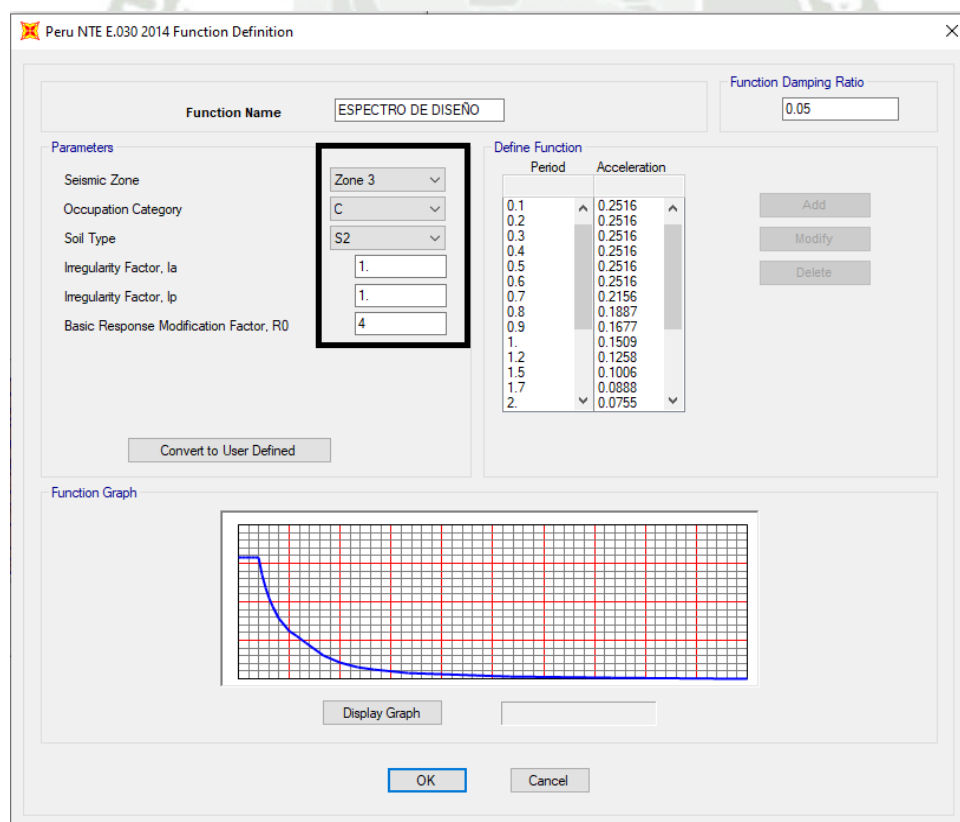 Peru NTE E.030 2014 Function Definition
Function Damping Ratio
Function Name ESPECTRO DE DISEÑO 0.05
Parameters
Seismic Zone Zone 3
Occupation Category C
Soil Type S2
Irregularity Factor, Ia 1.
Irregularity Factor, Ip 1.
Basic Response Modification Factor, R0 4
Convert to User Defined
Define Function
Period Acceleration
0.1 0.2516
0.2 0.2516
0.3 0.2516
0.4 0.2516
0.5 0.2516
0.6 0.2516
0.7 0.2156
0.8 0.1887
0.9 0.1677
1. 0.1509
1.2 0.1258
1.5 0.1006
1.7 0.0888
2. 0.0755
Add
Modify
Delete
Function Graph
Display Graph
OK Cancel